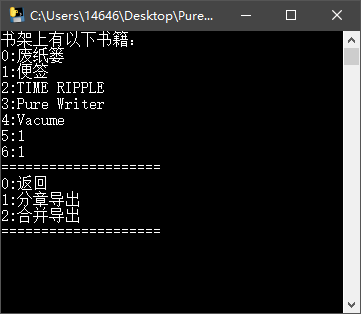 C:\Users\14646\Desktop\Pure...
书架上有以下书籍:
0:废纸篓
1:便签
2:TIME RIPPLE
3:Pure Writer
4:Vacume
5:1
6:1
====================
0:返回
1:分章导出
2:合并导出
====================